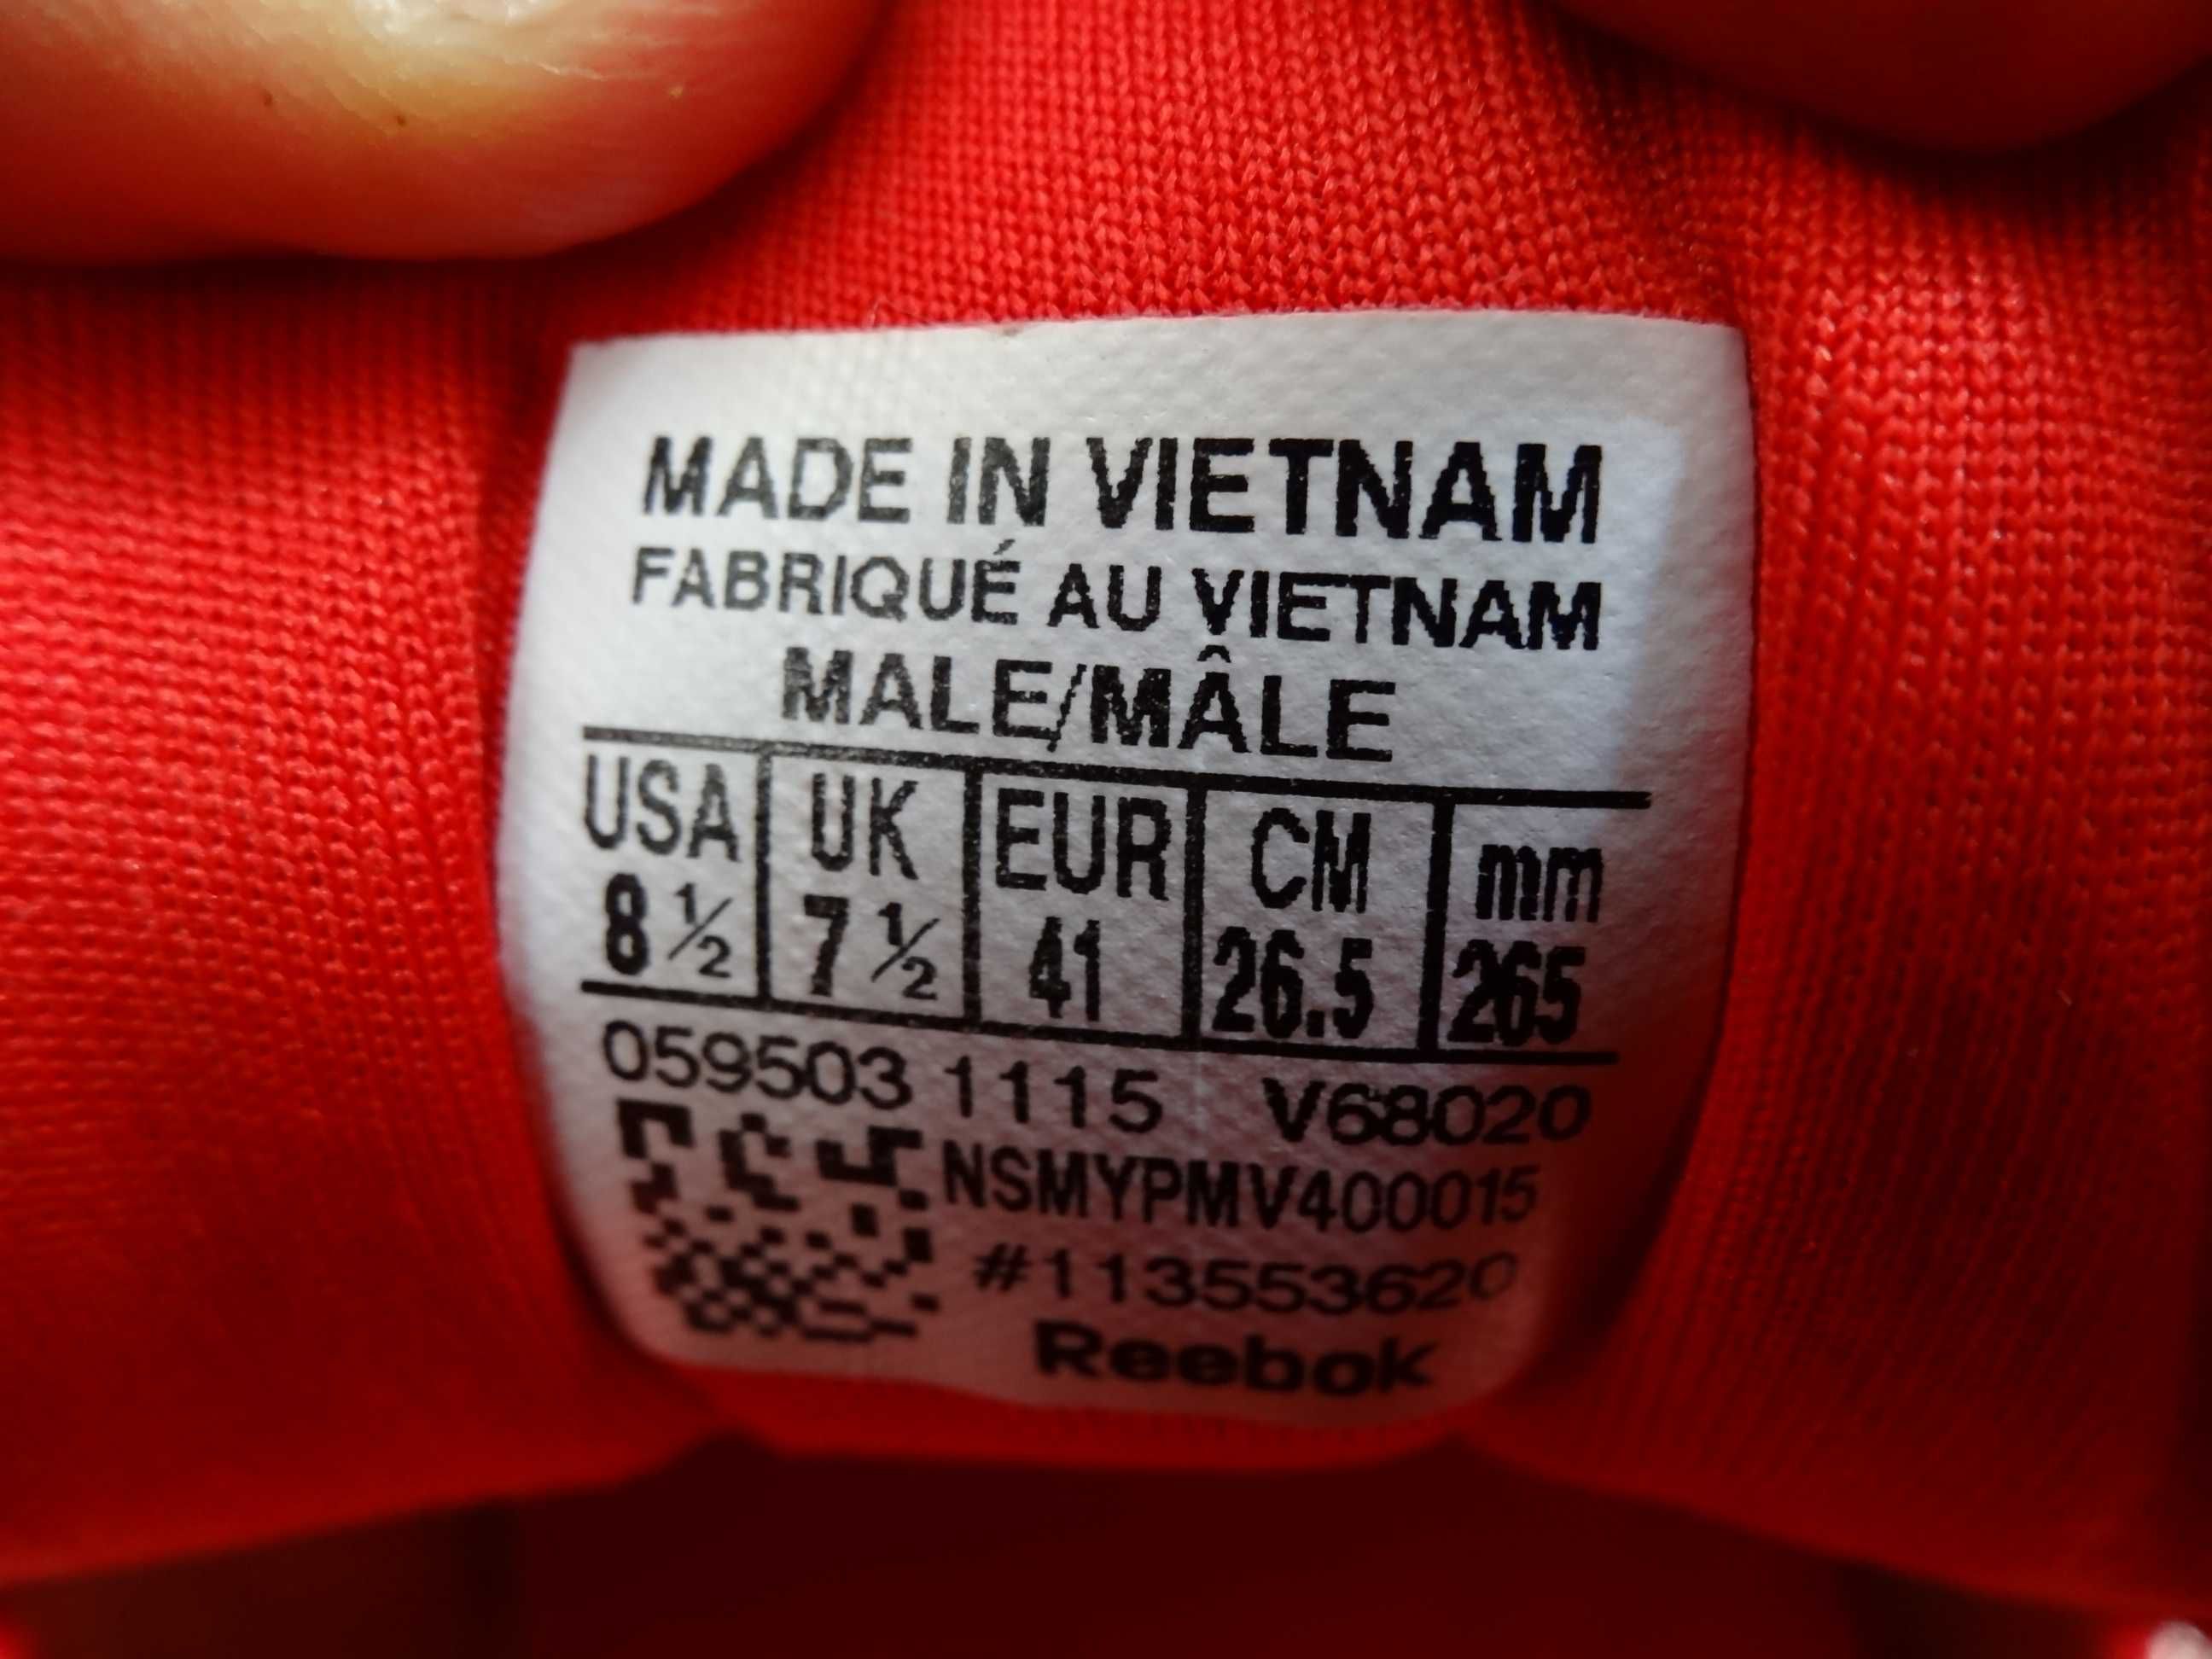 MADE IN VIETNAM
FABRIQUÉ AU VIETNAM
MALE/MÂLE
USA UK EUR CM mm
8 ½ 7 ½ 41 26.5 265
059503 1115 V68020
NSMYPMV400015
#113553620
Reebok